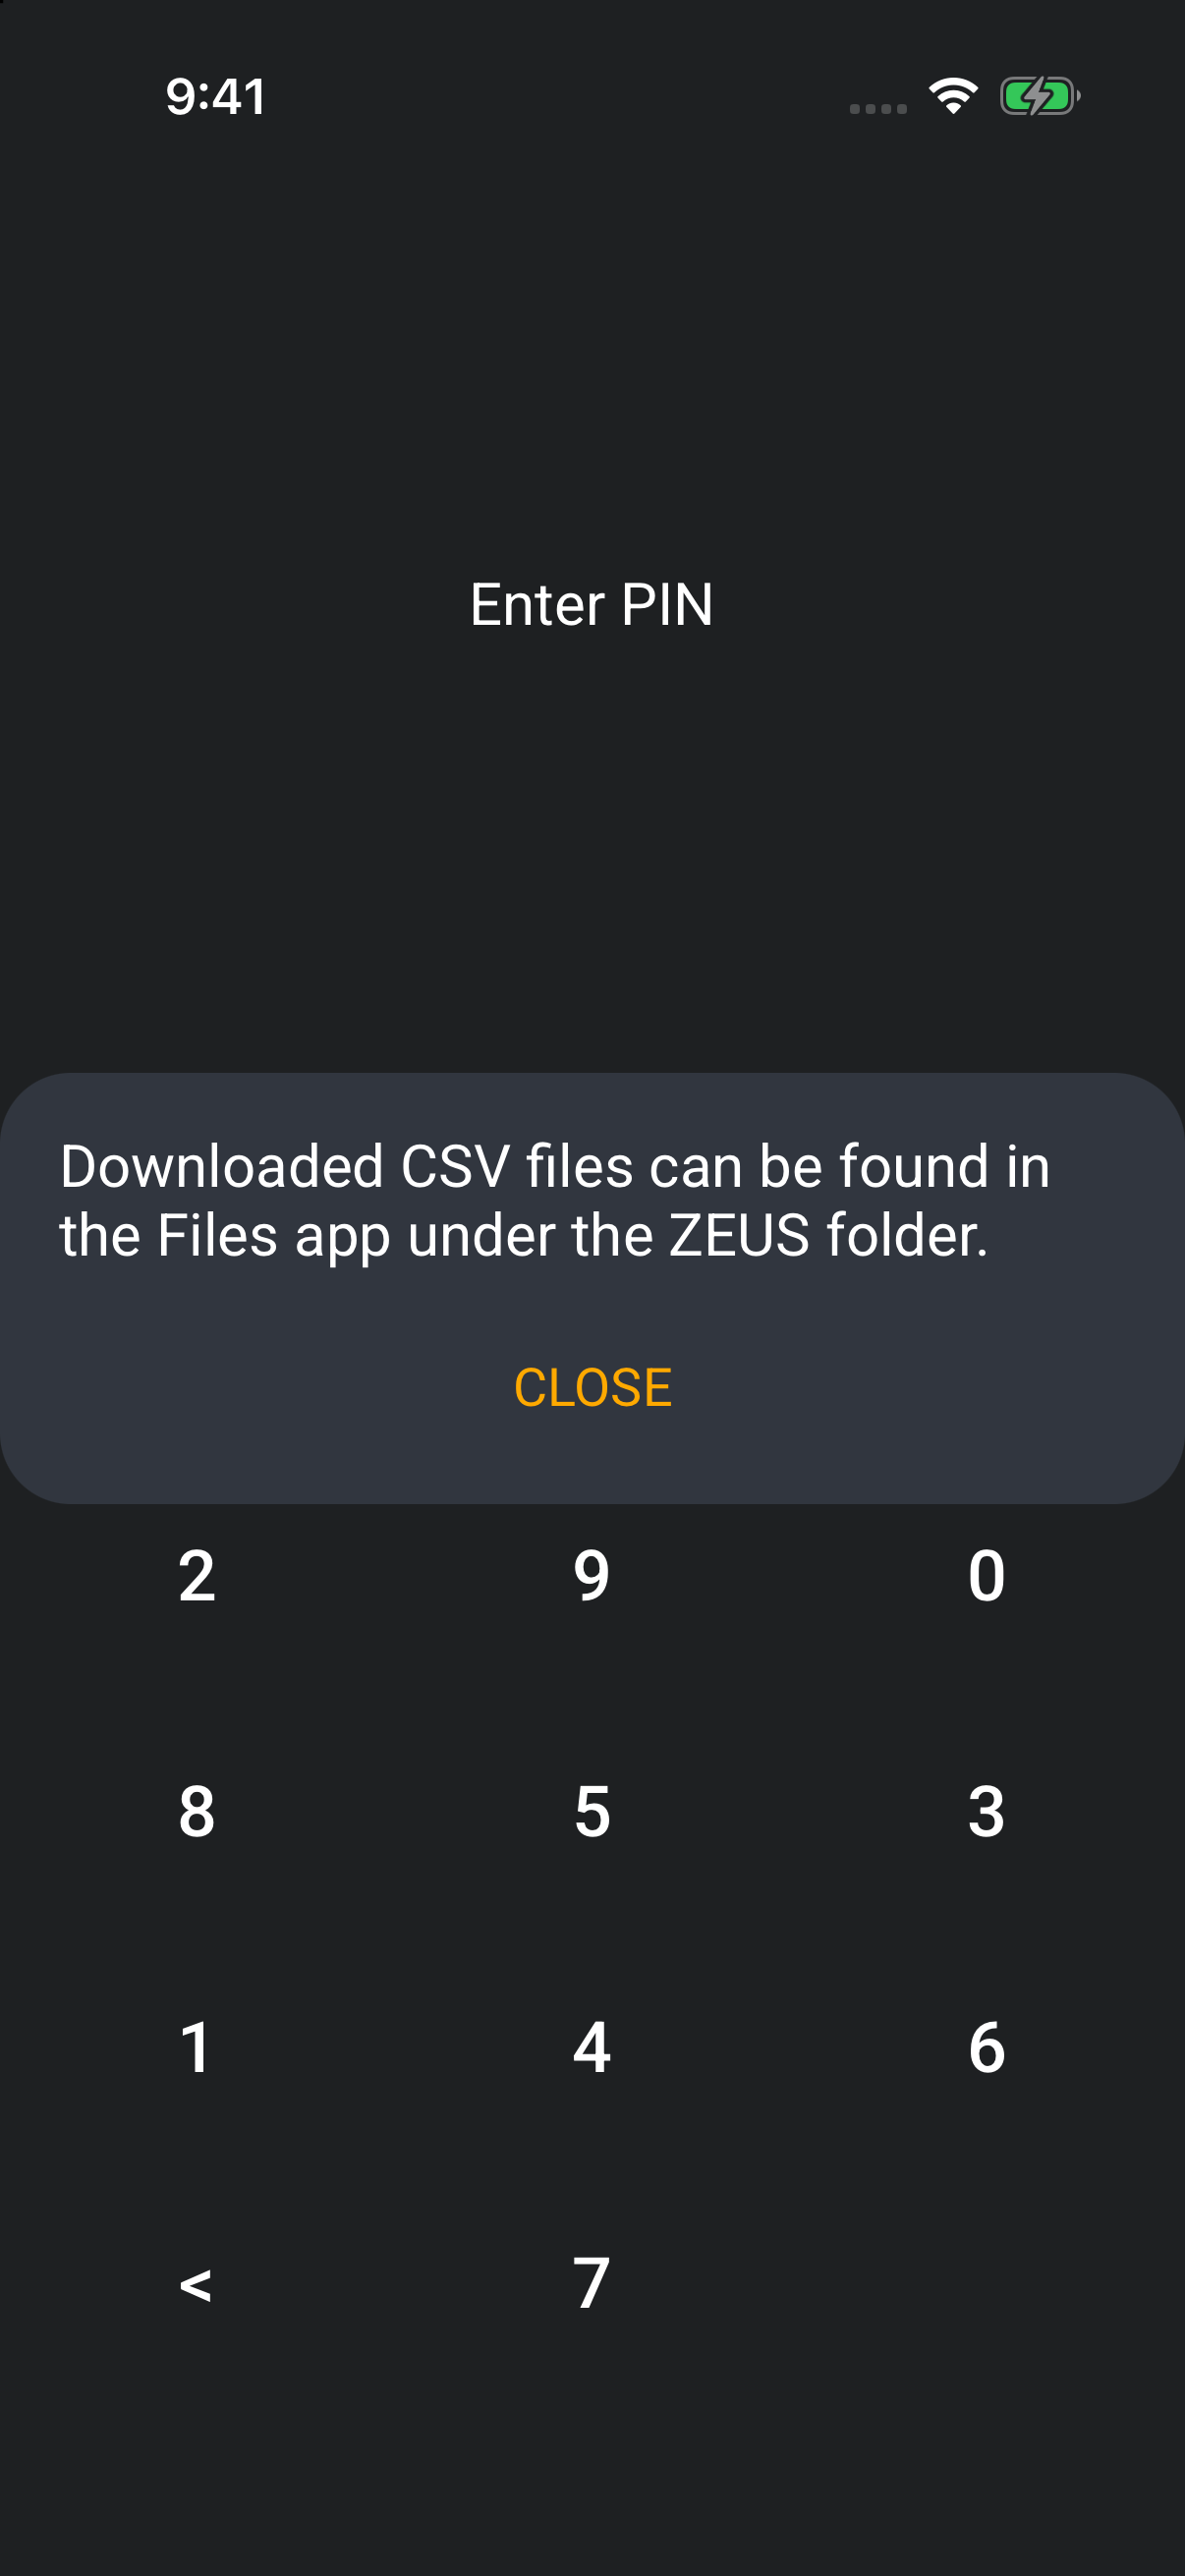 9:41
Enter PIN
Downloaded CSV files can be found in
the Files app under the ZEUS folder.
CLOSE
2 9 0
8 5 3
1 4 6
< 7